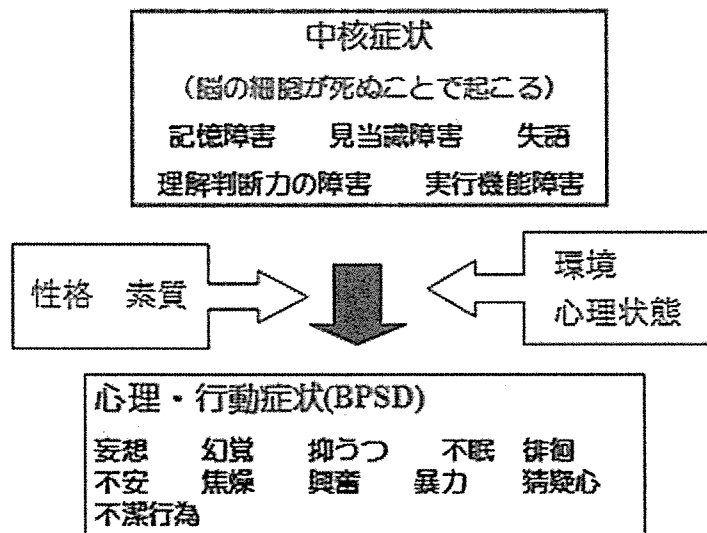 中核症状
（脳の細胞が死ぬことで起こる）
記憶障害 見当識障害 失語
理解判断力の障害 実行機能障害
性格 素質
環境
心理状態
心理・行動症状(BPSD)
妄想 幻覚 抑うつ 不眠 徘徊
不安 焦燥 興奮 暴力 猜疑心
不潔行為